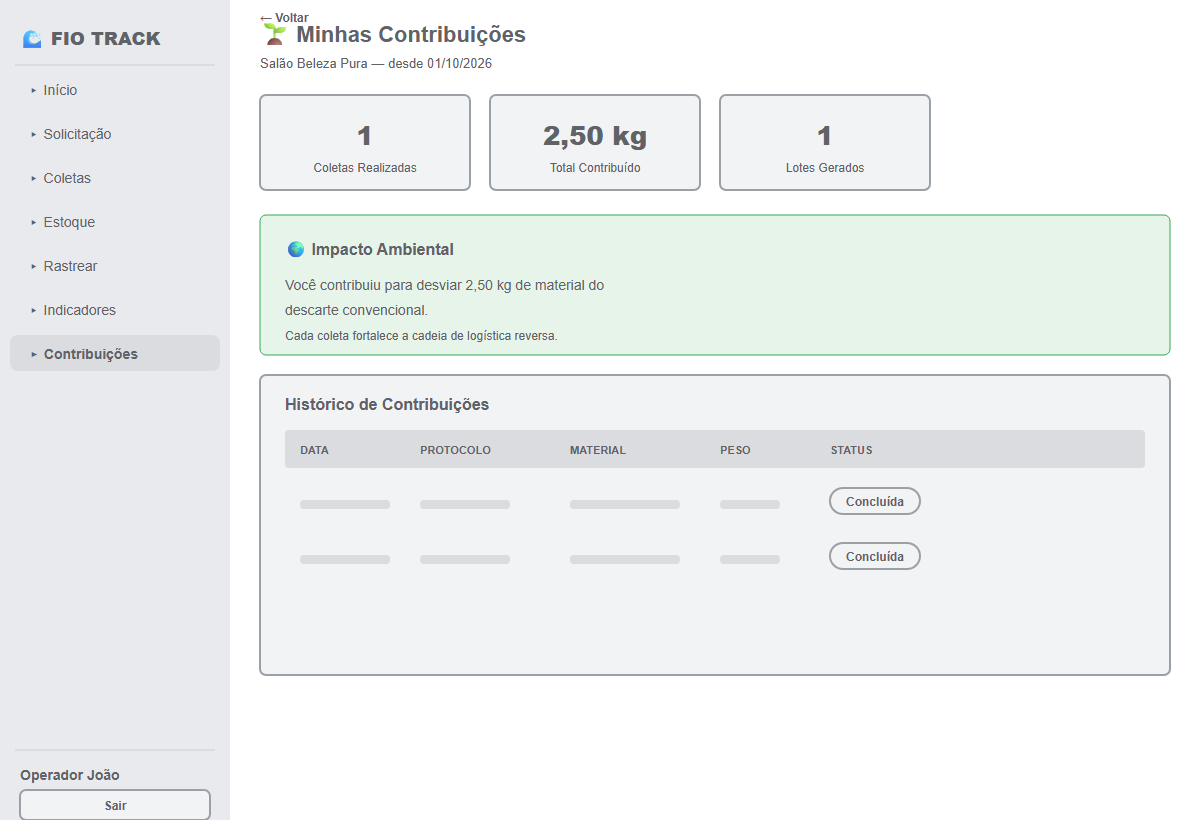 FIO TRACK
Início
Solicitação
Coletas
Estoque
Rastrear
Indicadores
Contribuições
Operador João
Sair
← Voltar
Minhas Contribuições
Salão Beleza Pura — desde 01/10/2026
1
Coletas Realizadas
2,50 kg
Total Contribuído
1
Lotes Gerados
Impacto Ambiental
Você contribuiu para desviar 2,50 kg de material do
descarte convencional.
Cada coleta fortalece a cadeia de logística reversa.
Histórico de Contribuições
DATA PROTOCOLO MATERIAL PESO STATUS
Concluída
Concluída